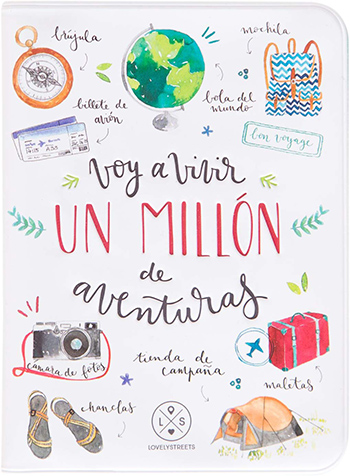 brújula
mochila
billete de
avión
bola del
mundo
bon voyage
voy a vivir
UN MILLÓN
de
aventuras
cámara de fotos
tienda de
campaña
maletas
chanclas
L S
LOVELYSTREETS